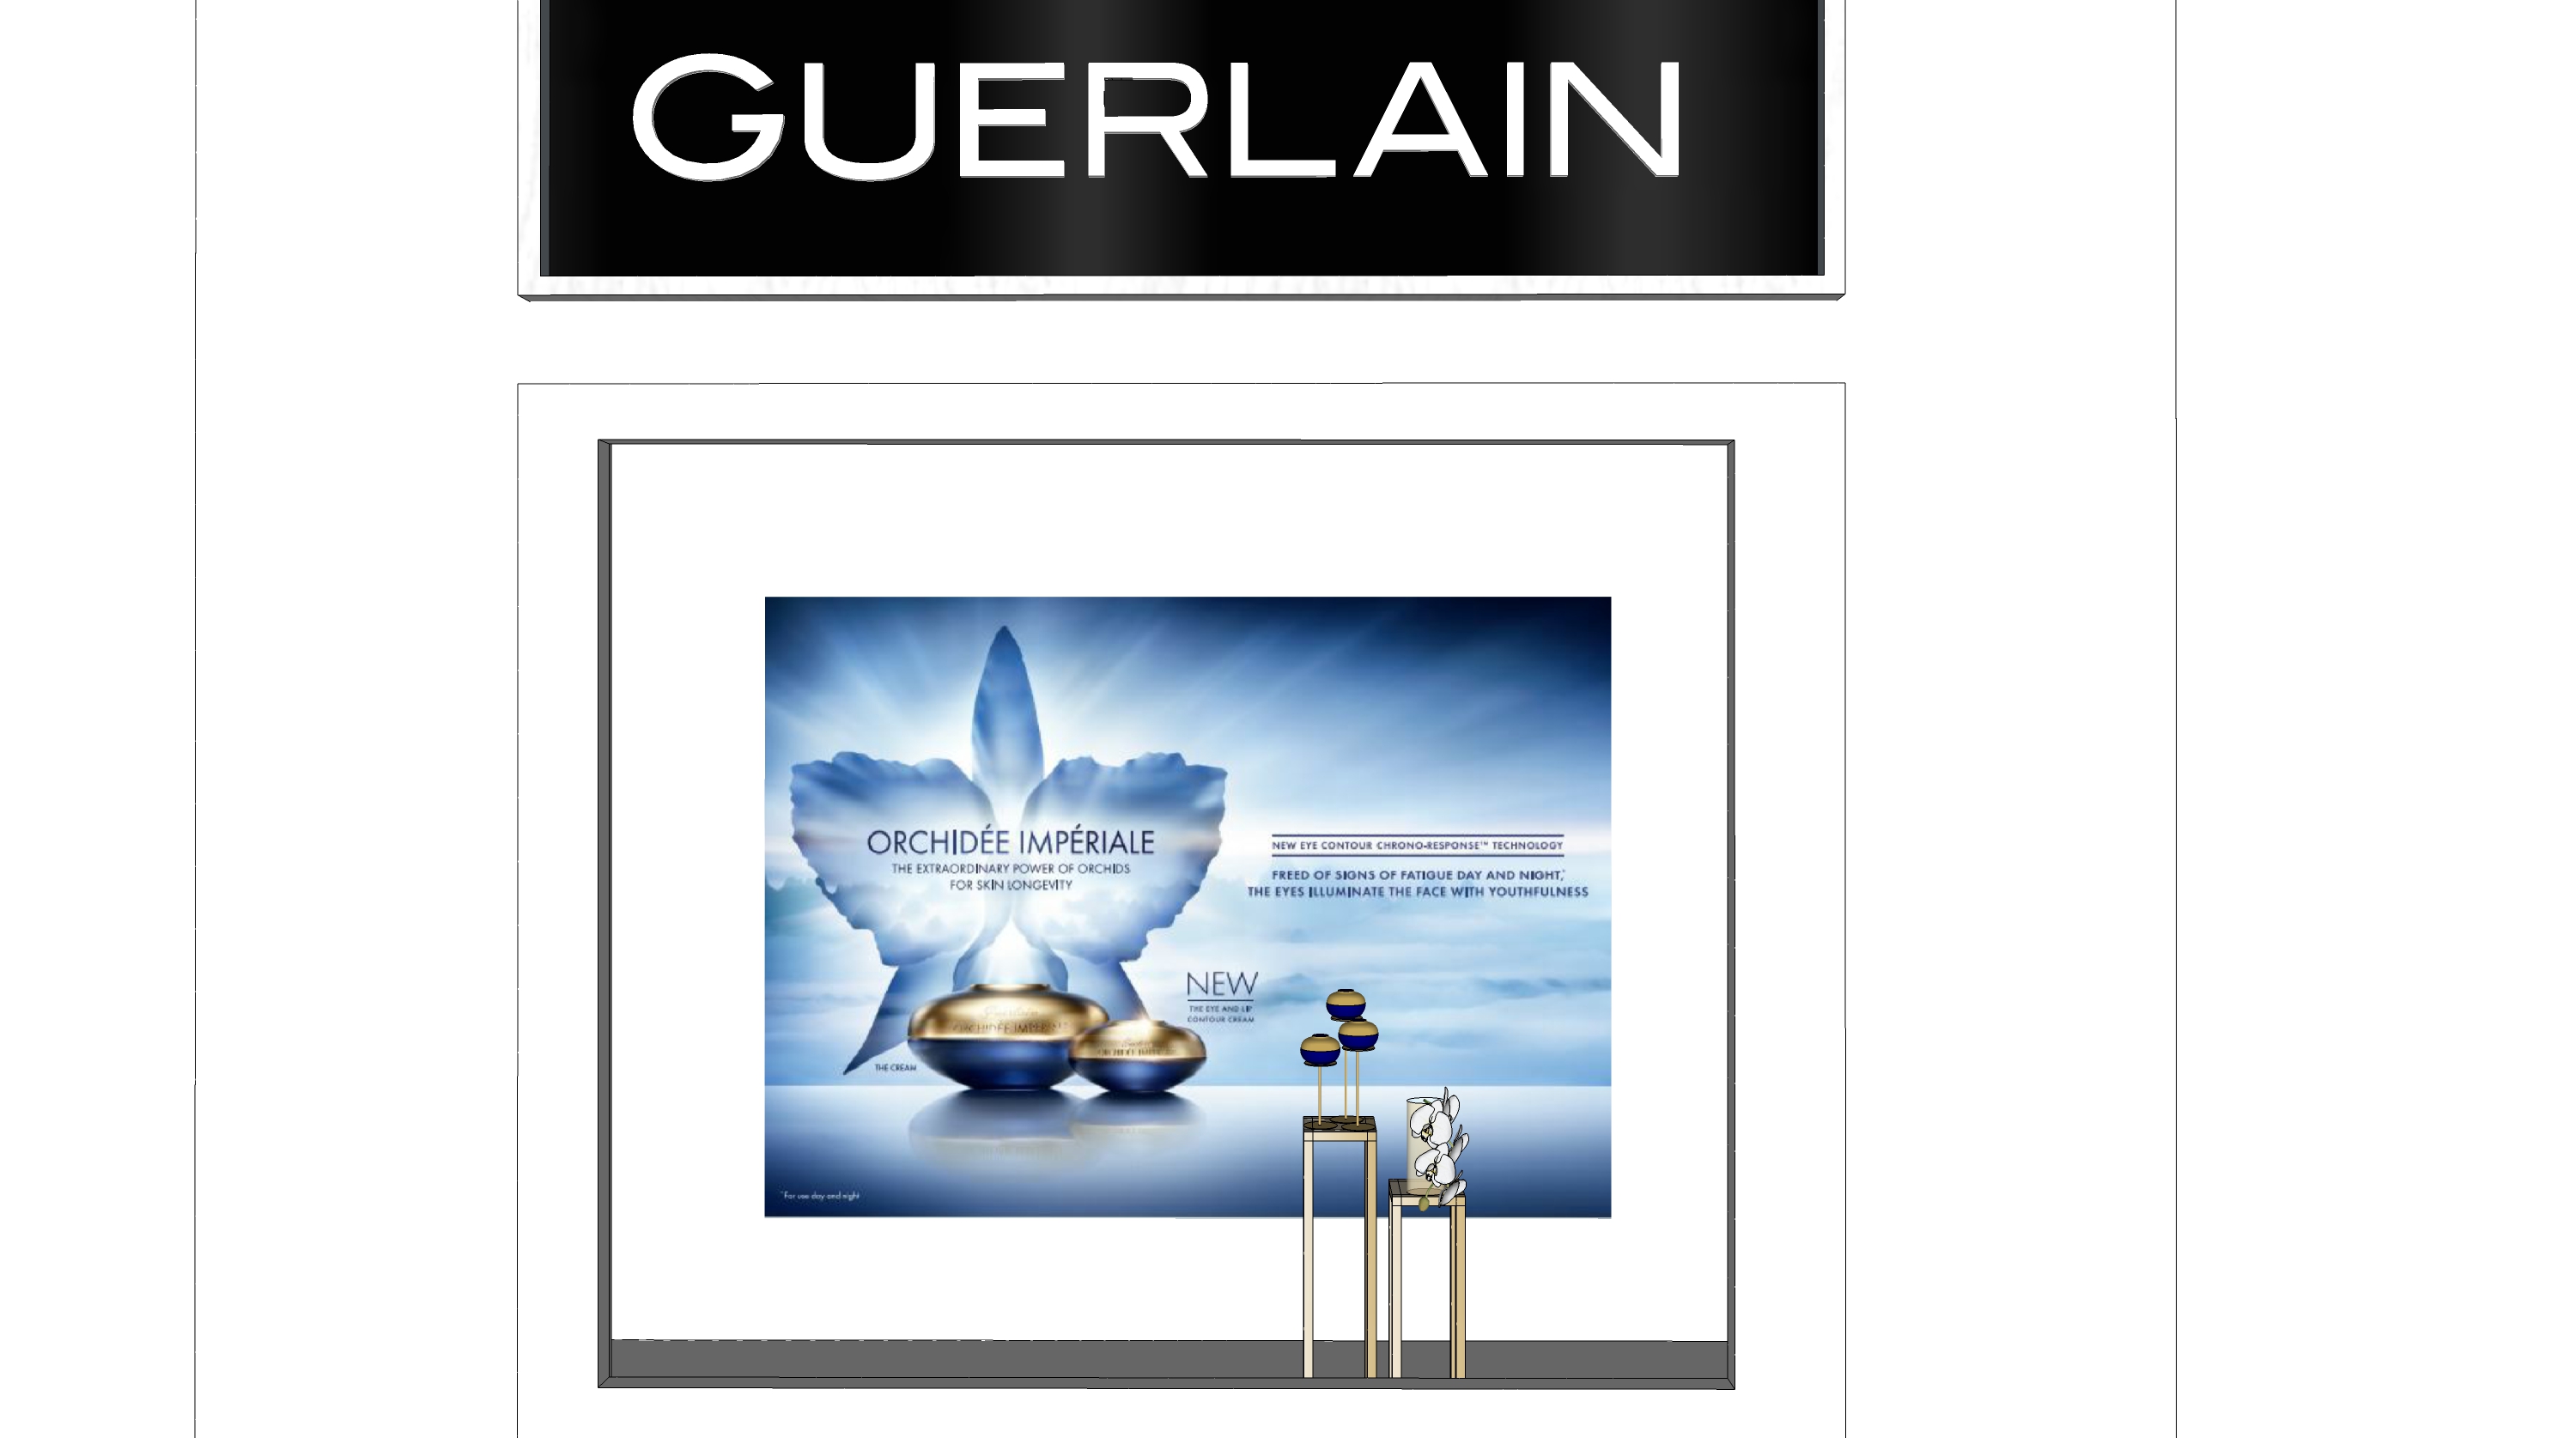 GUERLAIN
ORCHIDÉE IMPÉRIALE
THE EXTRAORDINARY POWER OF ORCHIDS
FOR SKIN LONGEVITY
NEW EYE CONTOUR CHRONO-RESPONSE™ TECHNOLOGY
FREED OF SIGNS OF FATIGUE DAY AND NIGHT,*
THE EYES ILLUMINATE THE FACE WITH YOUTHFULNESS
NEW
THE EYE AND LIP
CONTOUR CREAM
Guerlain
ORCHIDÉE IMPÉRIALE
THE CREAM
*For use day and night